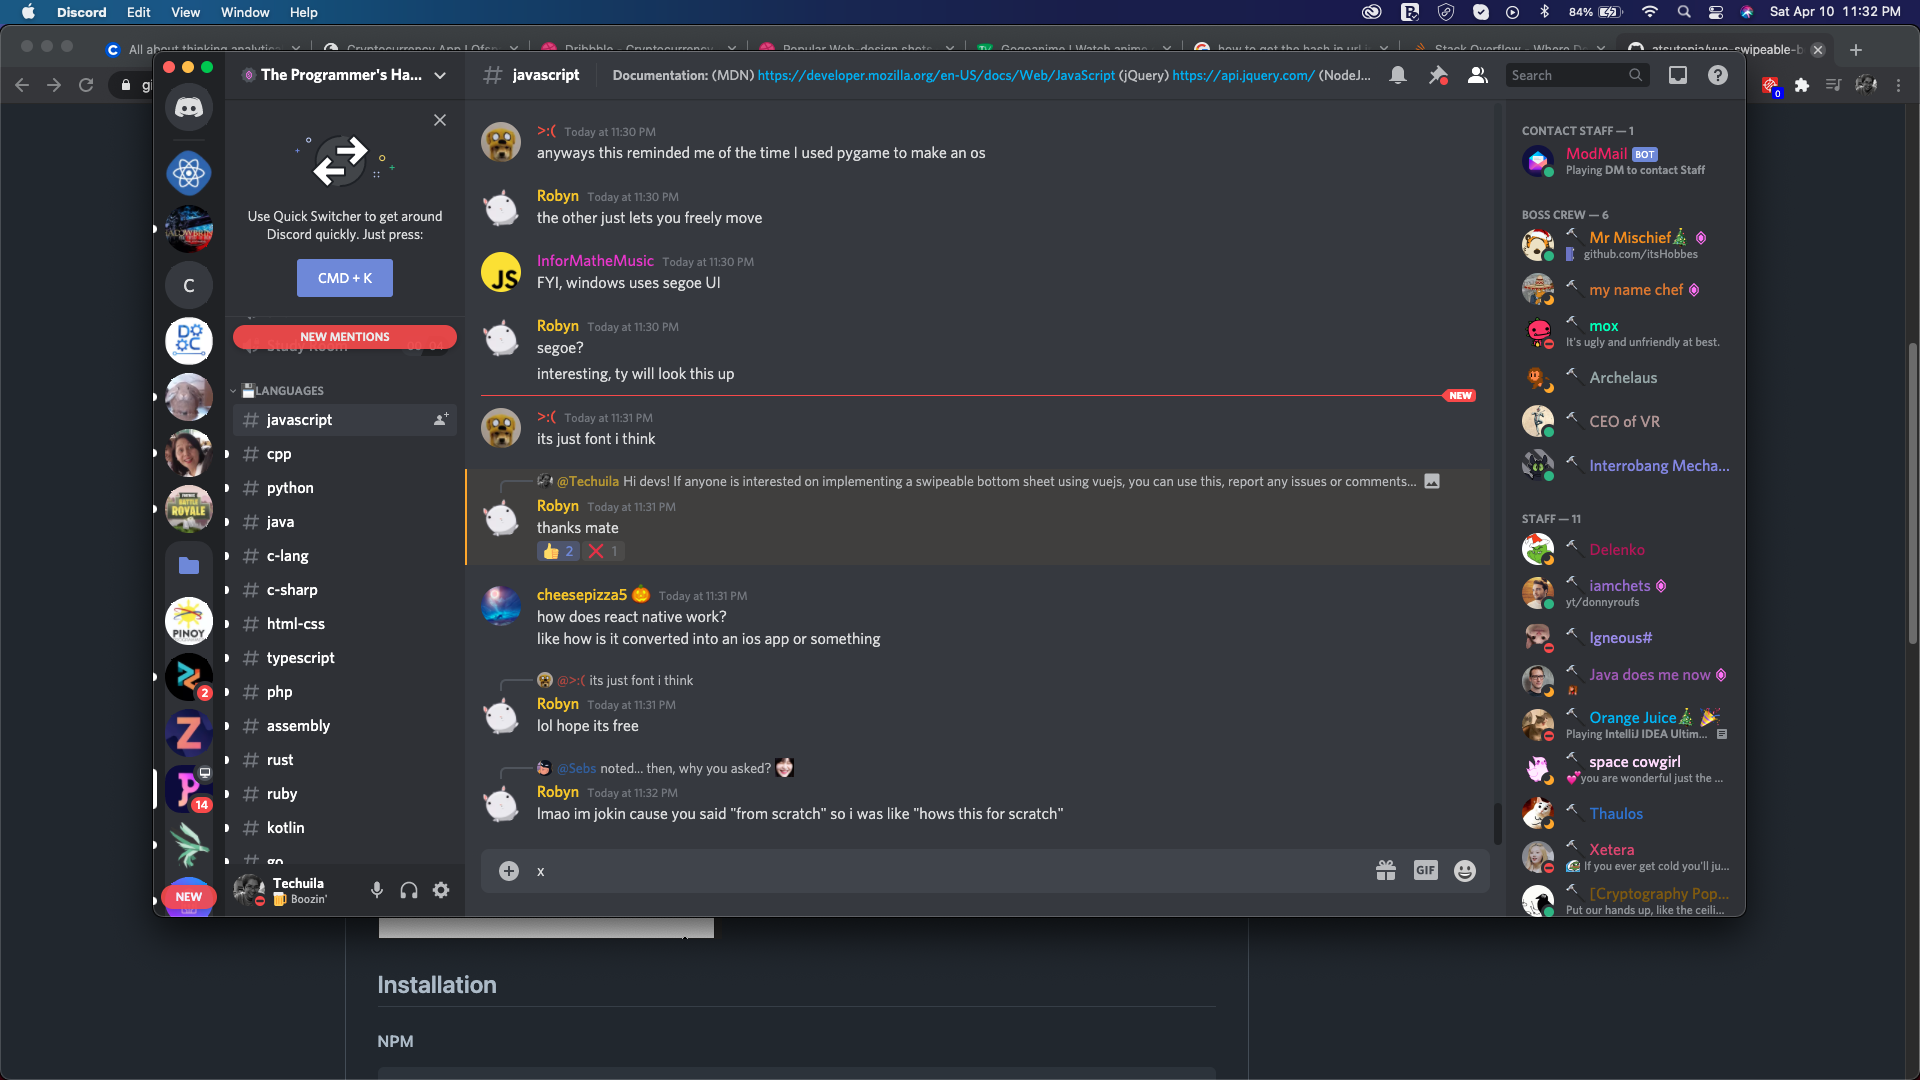 Discord Edit View Window Help
84%
Sat Apr 10 11:32 PM
All about thinking analytics
Cryptocurrency App | Ofs
Dribbble - Cryptocurrency
Popular Web-design shots
Gogoanime | Watch anime
how to get the hash in url
Stack Overflow - Where D
atsutopia/vue-swipeable-b
gi
0
The Programmer's Ha...
javascript
Documentation: (MDN) https://developer.mozilla.org/en-US/docs/Web/JavaScript (jQuery) https://api.jquery.com/ (NodeJ...
Search
Use Quick Switcher to get around
Discord quickly. Just press:
CMD + K
NEW MENTIONS
Study Room
LANGUAGES
javascript
cpp
python
java
c-lang
c-sharp
html-css
typescript
php
assembly
rust
ruby
kotlin
go
C
DOC
BATTLE
ROYALE
PINOY
2
Z
14
NEW
Techuila
Boozin'
>:( Today at 11:30 PM
anyways this reminded me of the time I used pygame to make an os
Robyn Today at 11:30 PM
the other just lets you freely move
JS
InforMatheMusic Today at 11:30 PM
FYI, windows uses segoe UI
Robyn Today at 11:30 PM
segoe?
interesting, ty will look this up
NEW
>:( Today at 11:31 PM
its just font i think
@Techuila Hi devs! If anyone is interested on implementing a swipeable bottom sheet using vuejs, you can use this, report any issues or comments...
Robyn Today at 11:31 PM
thanks mate
2 1
cheesepizza5 Today at 11:31 PM
how does react native work?
like how is it converted into an ios app or something
@>:( its just font i think
Robyn Today at 11:31 PM
lol hope its free
@Sebs noted... then, why you asked?
Robyn Today at 11:32 PM
lmao im jokin cause you said "from scratch" so i was like "hows this for scratch"
x
GIF
CONTACT STAFF — 1
ModMail BOT
Playing DM to contact Staff
BOSS CREW — 6
Mr Mischief
github.com/itsHobbes
my name chef
mox
It's ugly and unfriendly at best.
Archelaus
CEO of VR
Interrobang Mecha...
STAFF — 11
Delenko
iamchets
yt/donnyroufs
Igneous#
Java does me now
Orange Juice
Playing IntelliJ IDEA Ultim...
space cowgirl
you are wonderful just the ...
Thaulos
Xetera
If you ever get cold you'll ju...
[Cryptography Pop...
Put our hands up, like the ceili...
Installation
NPM